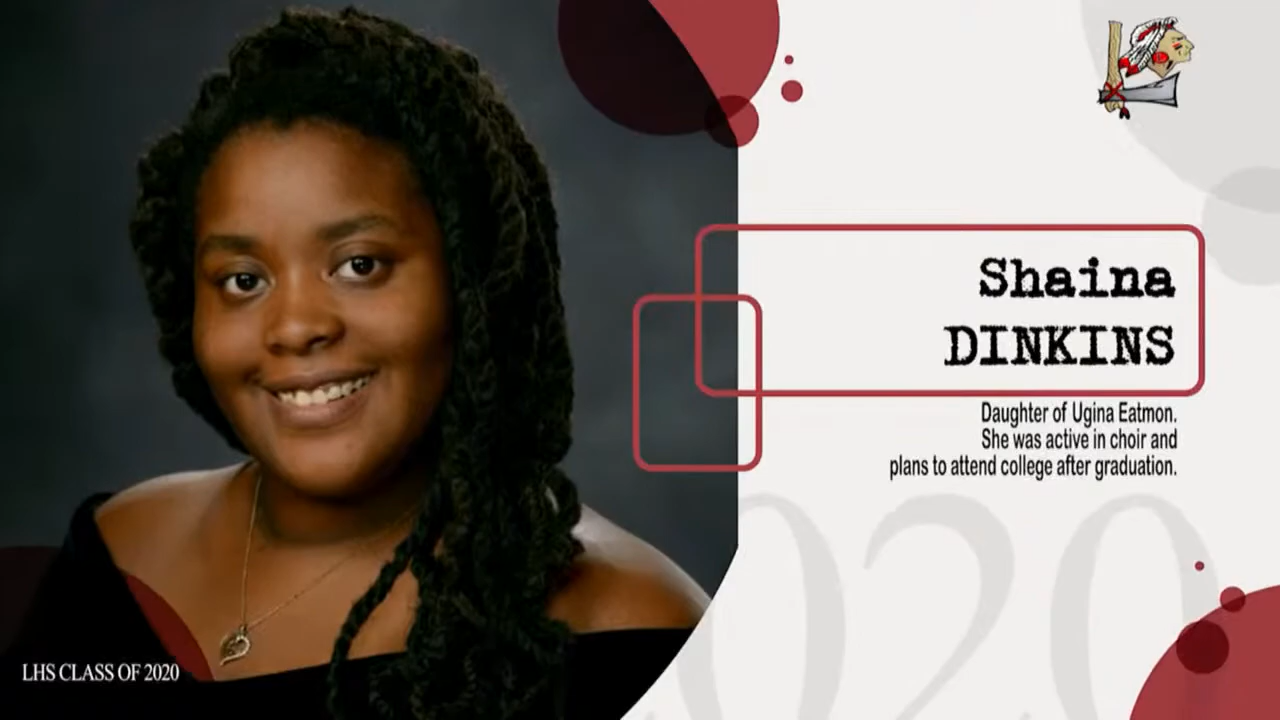 Shaina
DINKINS
Daughter of Ugina Eatmon.
She was active in choir and
plans to attend college after graduation.
2020
LHS CLASS OF 2020